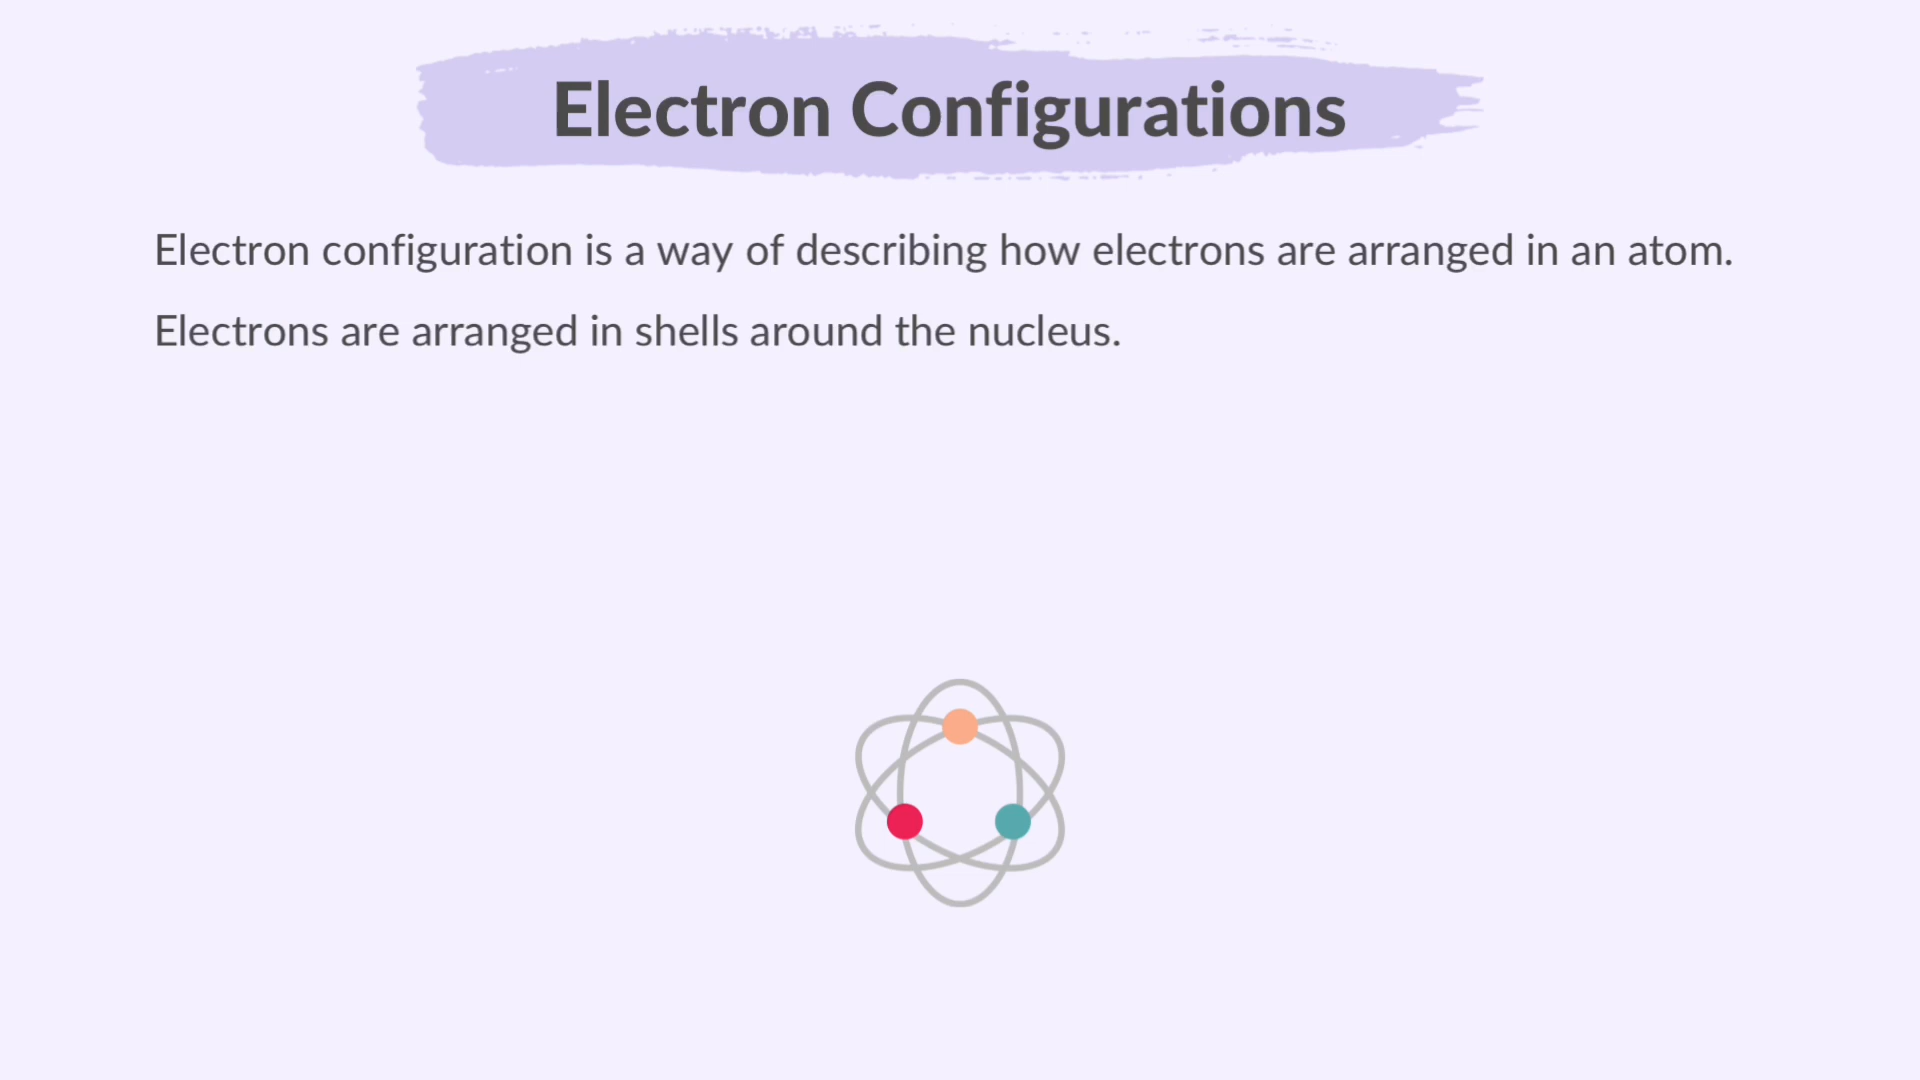 Electron Configurations
Electron configuration is a way of describing how electrons are arranged in an atom.
Electrons are arranged in shells around the nucleus.